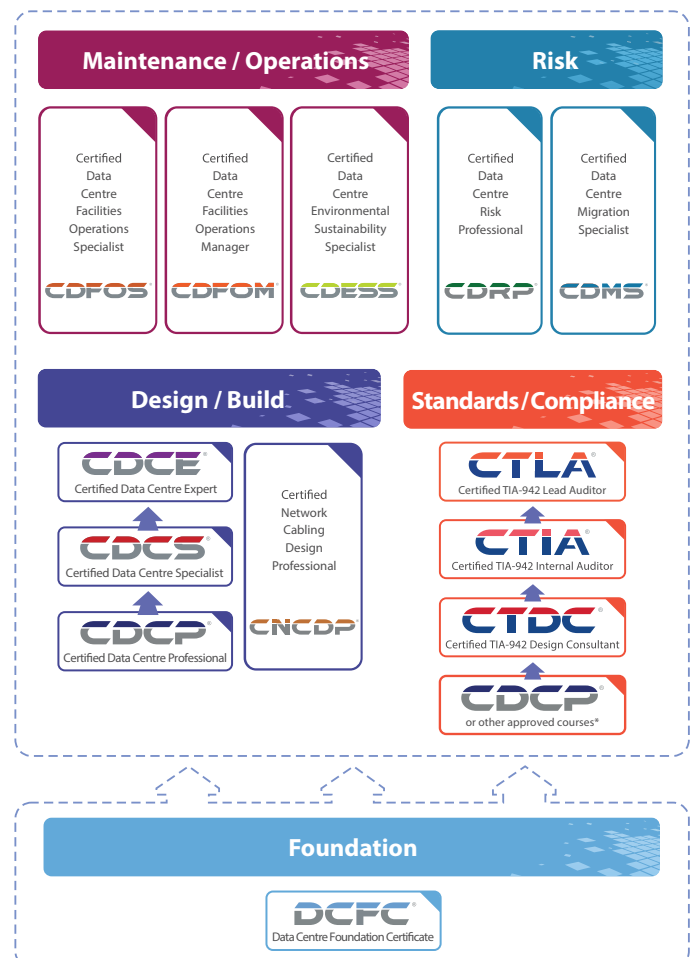 Maintenance / Operations
Certified
Data
Centre
Facilities
Operations
Specialist
CDFOS®
Certified
Data
Centre
Facilities
Operations
Manager
CDFOM®
Certified
Data
Centre
Environmental
Sustainability
Specialist
CDESS®
Risk
Certified
Data
Centre
Risk
Professional
CDRP®
Certified
Data
Centre
Migration
Specialist
CDMS®
Design / Build
CDCE®
Certified Data Centre Expert
CDCS®
Certified Data Centre Specialist
CDCP®
Certified Data Centre Professional
Certified
Network
Cabling
Design
Professional
CNCDP®
Standards/Compliance
CTLA®
Certified TIA-942 Lead Auditor
CTIA®
Certified TIA-942 Internal Auditor
CTDC®
Certified TIA-942 Design Consultant
CDCP®
or other approved courses*
Foundation
DCFC®
Data Centre Foundation Certificate